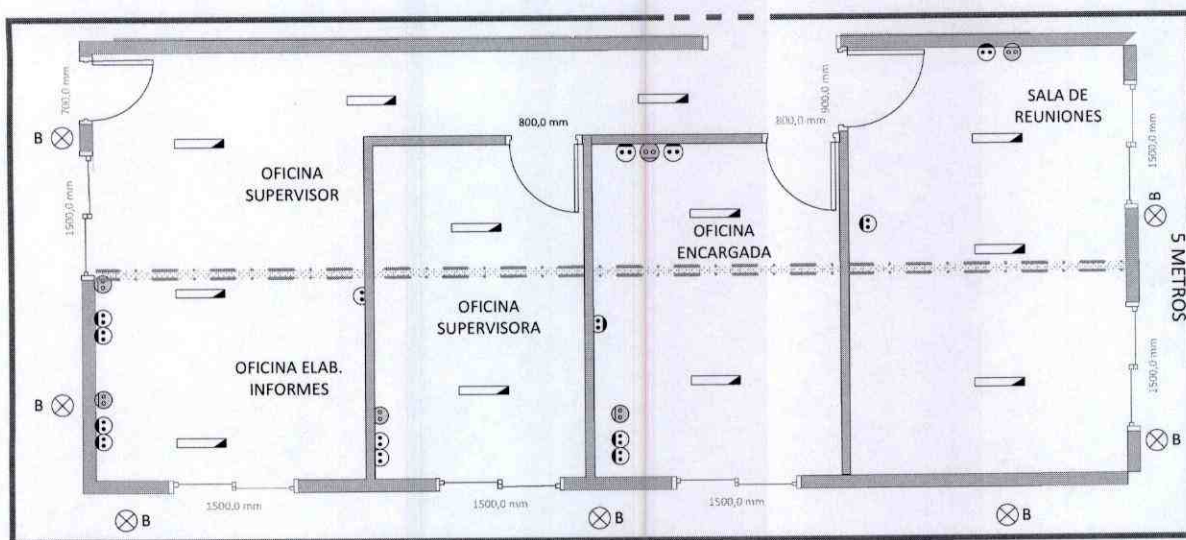 700,0 mm
B
1500,0 mm
B
OFICINA
SUPERVISOR
OFICINA ELAB.
INFORMES
1500,0 mm
B
800,0 mm
OFICINA
SUPERVISORA
1500,0 mm
B
800,0 mm
900,0 mm
OFICINA
ENCARGADA
1500,0 mm
SALA DE
REUNIONES
1500,0 mm
B
5 METROS
1500,0 mm
B
B